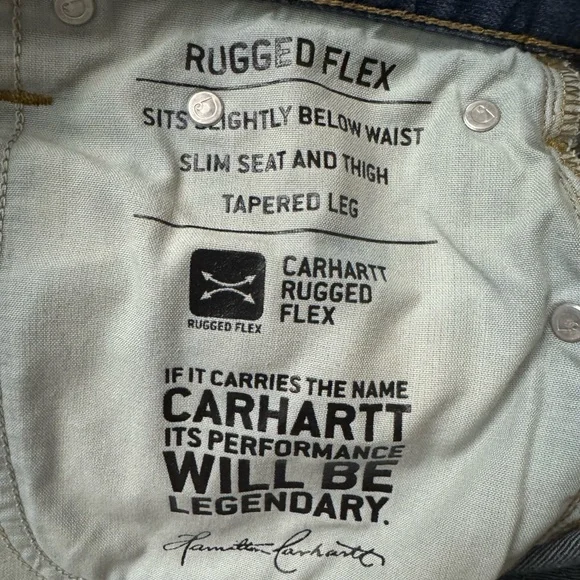 RUGGED FLEX
SITS SLIGHTLY BELOW WAIST
SLIM SEAT AND THIGH
TAPERED LEG
CARHARTT
RUGGED
FLEX
RUGGED FLEX
IF IT CARRIES THE NAME
CARHARTT
ITS PERFORMANCE
WILL BE
LEGENDARY.
Hamilton Carhartt